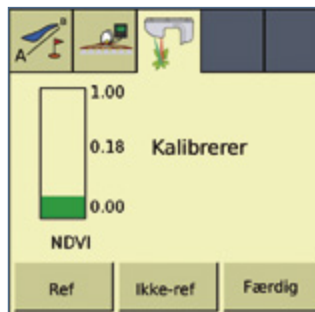 A B
1.00
0.18 Kalibrerer
0.00
NDVI
Ref Ikke-ref Færdig